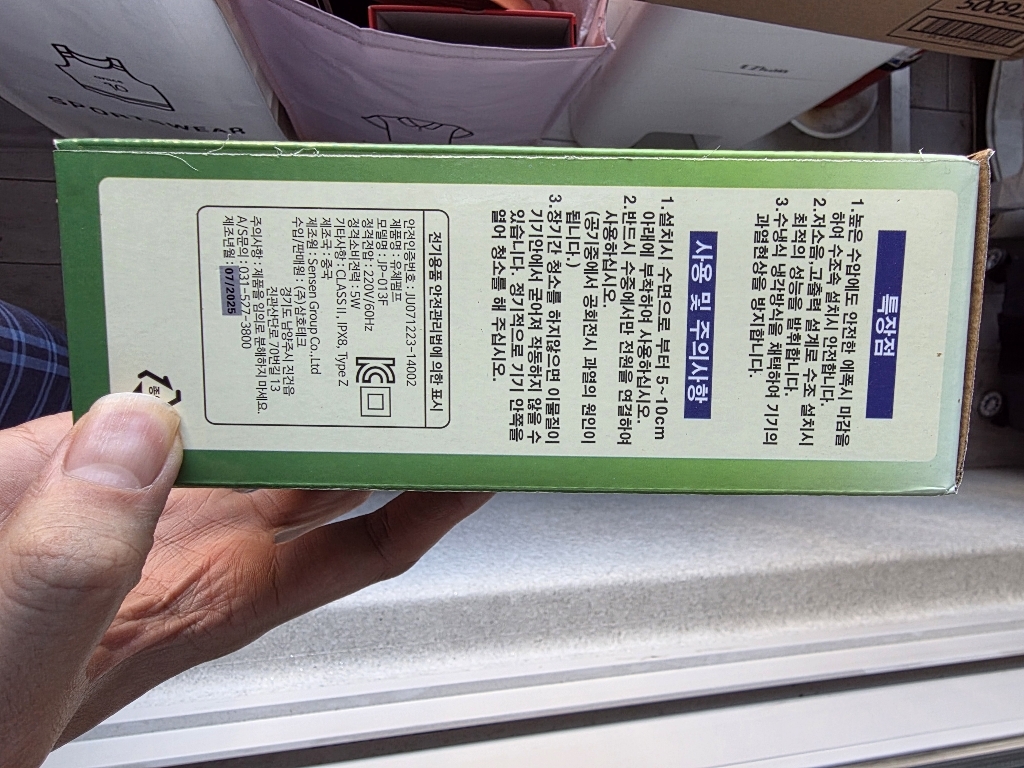 특장점
1.높은 수압에도 안전한 에폭시 마감을
하여 수조속 설치시 안전합니다.
2.저소음,고출력 설계로 수조 설치시
최적의 성능을 발휘합니다.
3.수냉식 냉각방식을 채택하여 기기의
과열현상을 방지합니다.
사용 및 주의사항
1.설치시 수면으로 부터 5~10cm
아래에 부착하여 사용하십시오.
2.반드시 수중에서만 전원을 연결하여
사용하십시오.
(공기중에서 공회전시 과열의 원인이
됩니다.)
3.장기간 청소를 하지않으면 이물질이
기기안에서 굳어져 작동하지 않을 수
있습니다. 정기적으로 기기 안쪽을
열어 청소를 해 주십시오.
전기용품 안전관리법에 의한 표시
안전인증번호 : JU071223-14002
제품명 : 유체펌프
모델명 : JP-013F
정격전압 : 220V/60Hz
정격소비전력 : 5W
기타사항 : CLASS II, IPX8, Type Z
제조국 : 중국
제조원 : Sensen Group Co.,Ltd
수입/판매원 : (주)삼호테크
경기도 남양주시 진건읍
진관산단로 70번길 13
주의사항 : 제품을 임의로 분해하지 마세요.
A/S문의 : 031-527-3800
제조년월 : 07/2025
SPORTSWEAR